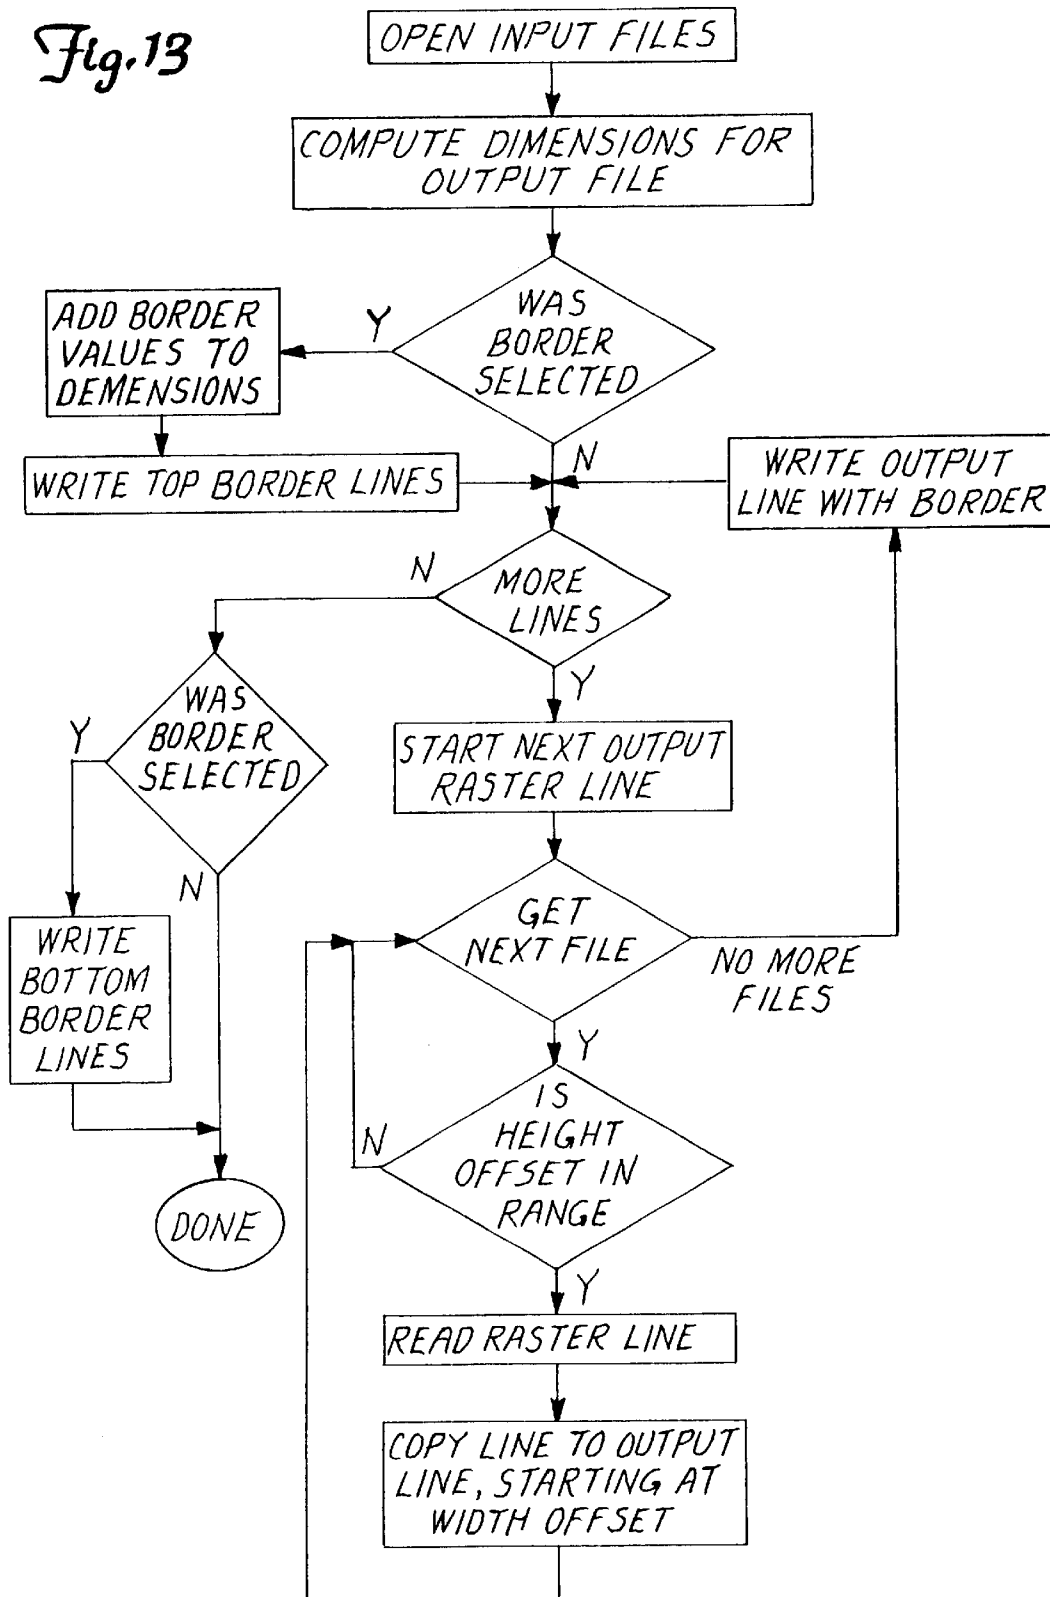 Fig. 13
OPEN INPUT FILES
COMPUTE DIMENSIONS FOR
OUTPUT FILE
WAS
BORDER
SELECTED
Y
ADD BORDER
VALUES TO
DEMENSIONS
WRITE TOP BORDER LINES
N
WRITE OUTPUT
LINE WITH BORDER
MORE
LINES
N
Y
WAS
BORDER
SELECTED
Y
N
WRITE
BOTTOM
BORDER
LINES
DONE
START NEXT OUTPUT
RASTER LINE
GET
NEXT FILE
NO MORE
FILES
Y
IS
HEIGHT
OFFSET IN
RANGE
N
Y
READ RASTER LINE
COPY LINE TO OUTPUT
LINE, STARTING AT
WIDTH OFFSET